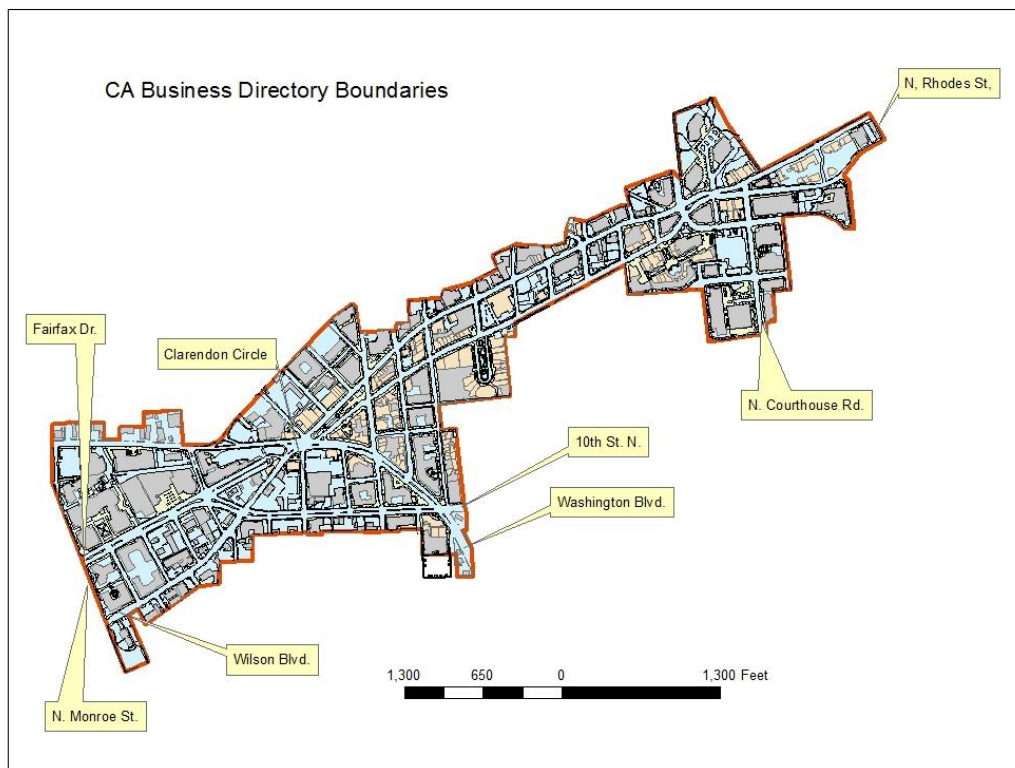 N, Rhodes St,
CA Business Directory Boundaries
Fairfax Dr.
Clarendon Circle
N. Courthouse Rd.
10th St. N.
Washington Blvd.
Wilson Blvd.
1,300 650 0 1,300 Feet
N. Monroe St.